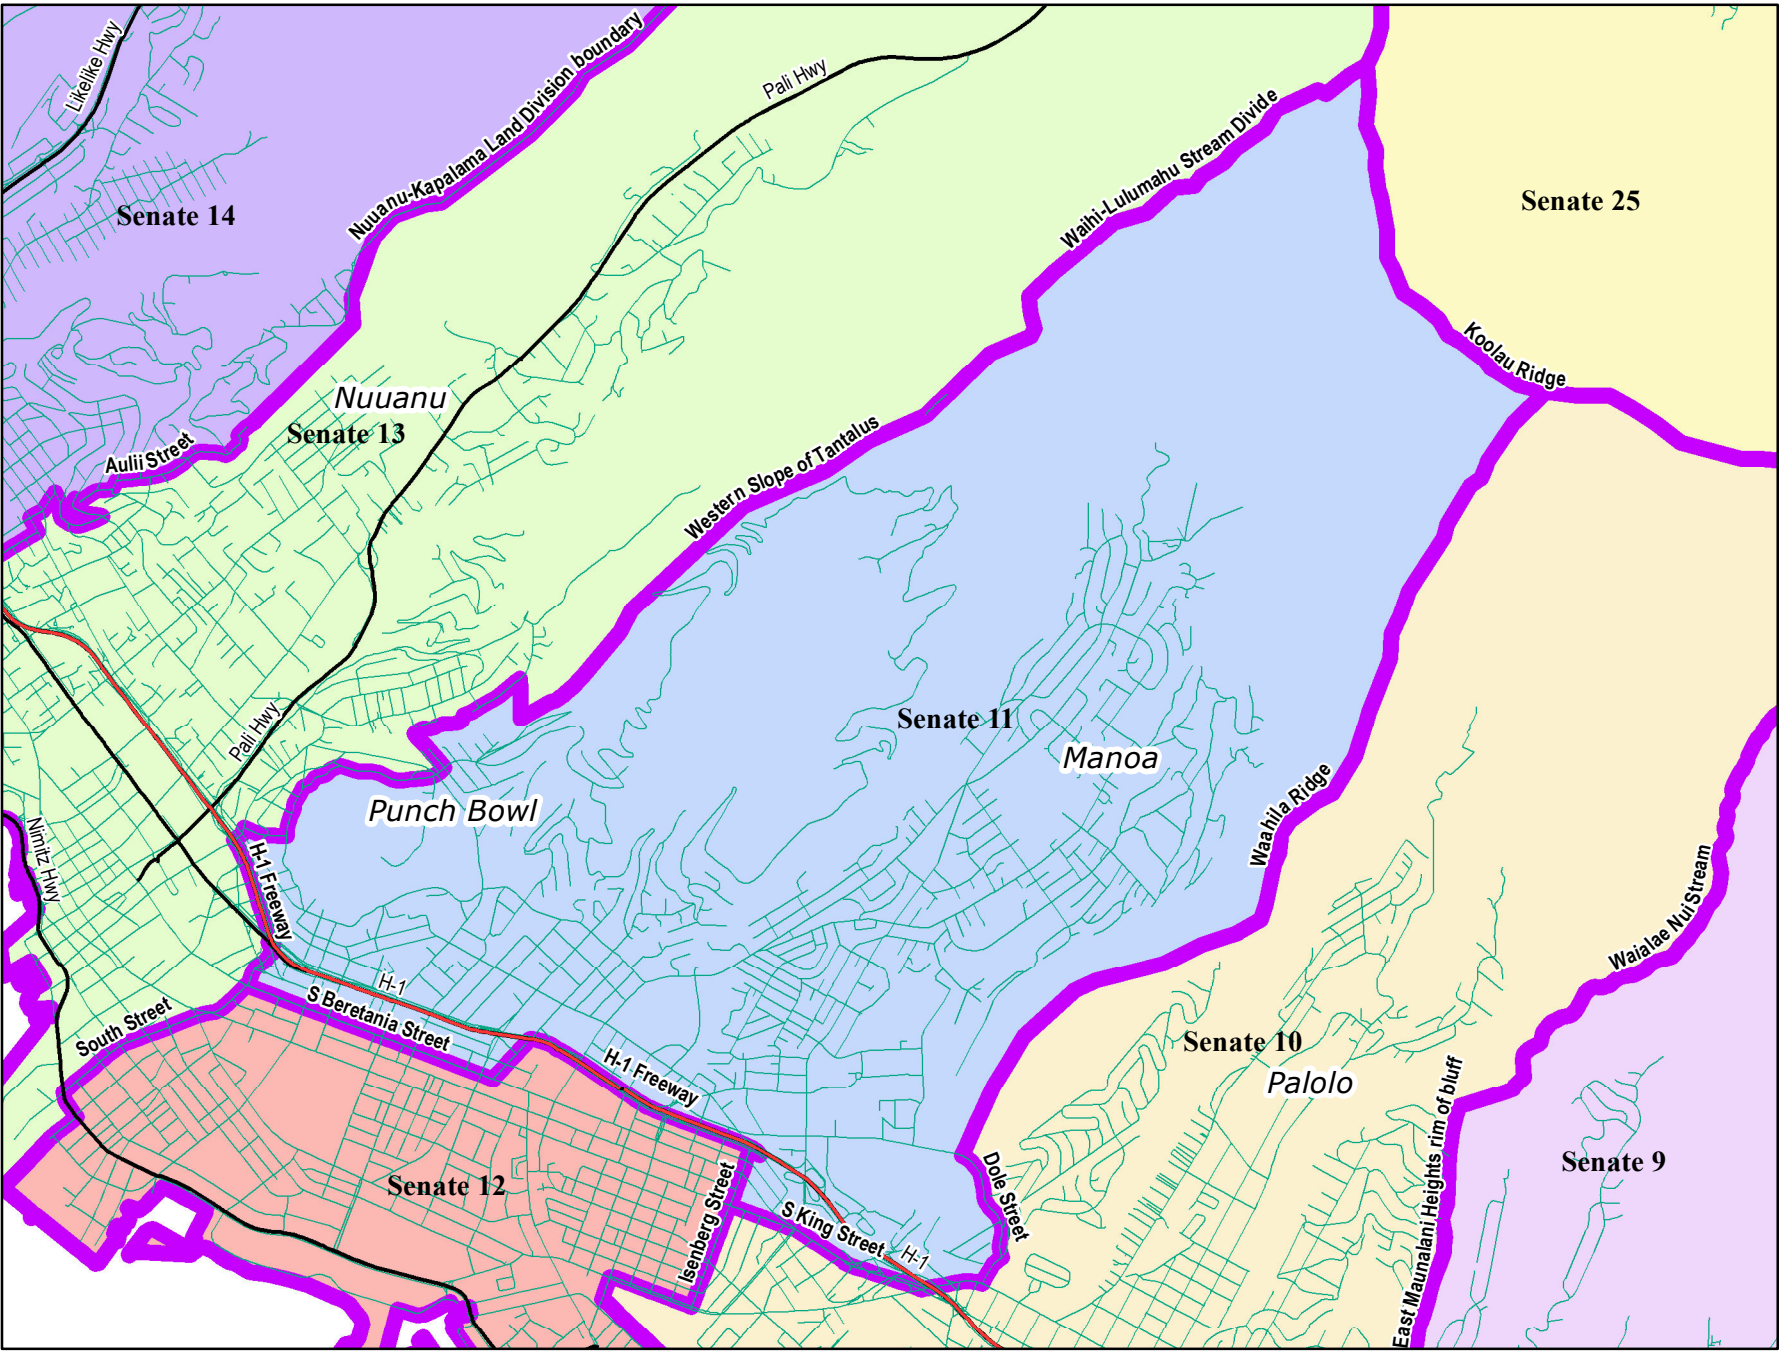 Likelike Hwy
Nuuanu-Kapalama Land Division boundary
Pali Hwy
Waihi-Lulumahu Stream Divide
Senate 14
Senate 25
Koolau Ridge
Nuuanu
Senate 13
Aulii Street
Western Slope of Tantalus
Senate 11
Manoa
Pali Hwy
Punch Bowl
Waahila Ridge
Nimitz Hwy
H-1 Freeway
Waialae Nui Stream
H-1
S Beretania Street
South Street
H-1 Freeway
Senate 10
Palolo
East Maunalani Heights rim of bluff
Senate 9
Senate 12
Isenberg Street
Dole Street
S King Street
H-1